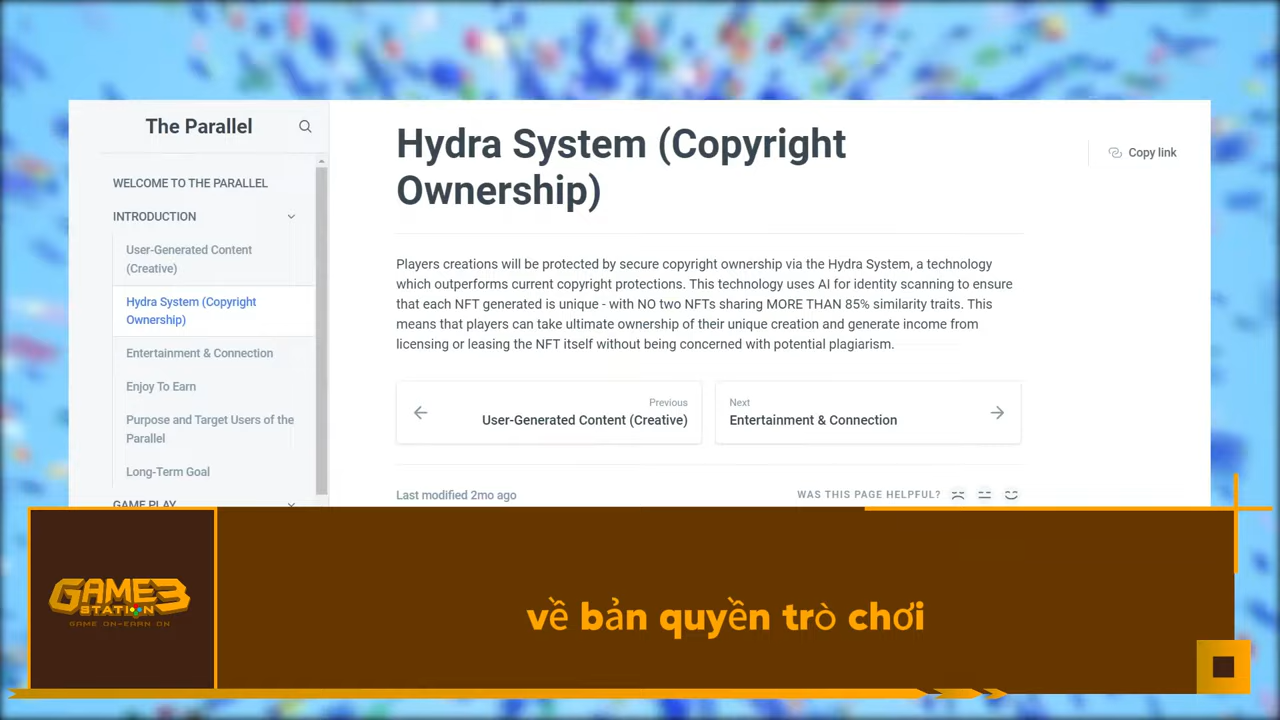 The Parallel
WELCOME TO THE PARALLEL
INTRODUCTION
User-Generated Content
(Creative)
Hydra System (Copyright
Ownership)
Entertainment & Connection
Enjoy To Earn
Purpose and Target Users of the
Parallel
Long-Term Goal
GAME PLAY
Hydra System (Copyright
Ownership)
Copy link
Players creations will be protected by secure copyright ownership via the Hydra System, a technology
which outperforms current copyright protections. This technology uses AI for identity scanning to ensure
that each NFT generated is unique - with NO two NFTs sharing MORE THAN 85% similarity traits. This
means that players can take ultimate ownership of their unique creation and generate income from
licensing or leasing the NFT itself without being concerned with potential plagiarism.
Previous
User-Generated Content (Creative)
Next
Entertainment & Connection
Last modified 2mo ago
WAS THIS PAGE HELPFUL?
GAME3
STATION
GAME ON-EARN ON
về bản quyền trò chơi